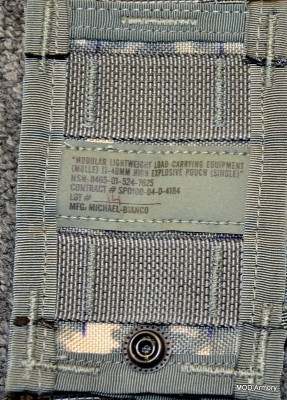 "MODULAR LIGHTWEIGHT LOAD-CARRYING EQUIPMENT
(MOLLE) II-40MM HIGH EXPLOSIVE POUCH (SINGLE)"
NSN-8465-01-524-7625
CONTRACT # SPO100-04-D-4184
LOT #
MFG: MICHAEL-BIANCO
MOD Armory